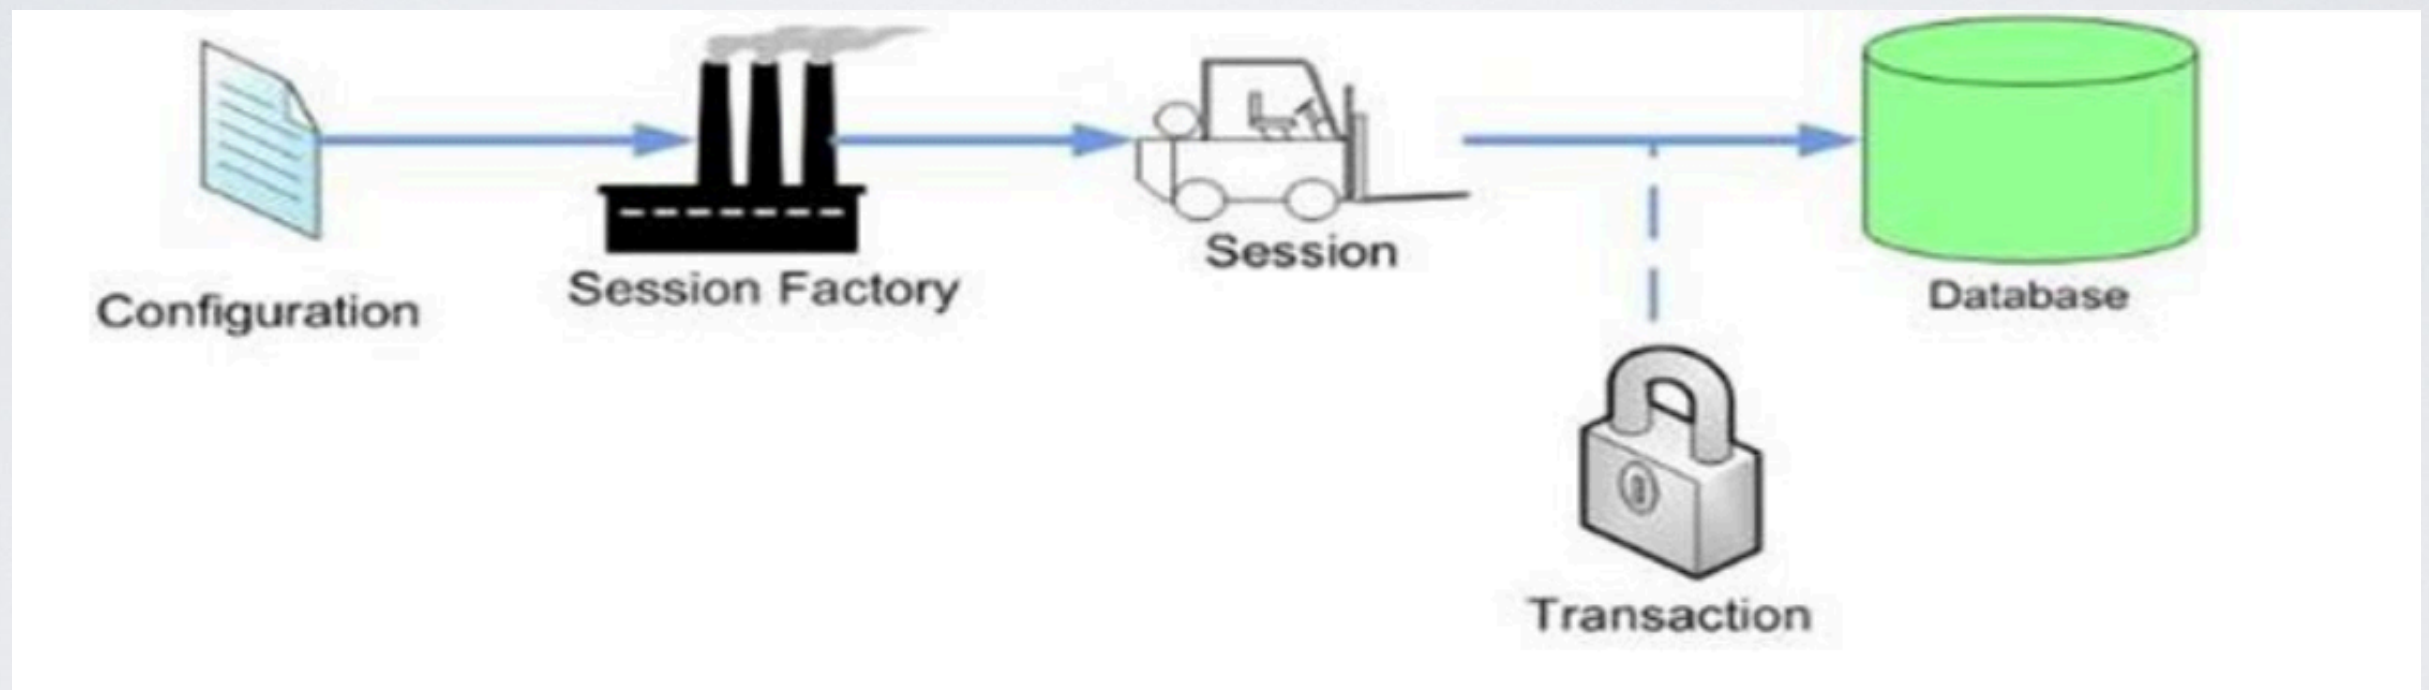 Configuration
Session Factory
Session
Database
Transaction